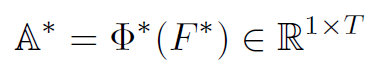 𝔸* = Φ*(F*) ∈ ℝ^{1×T}